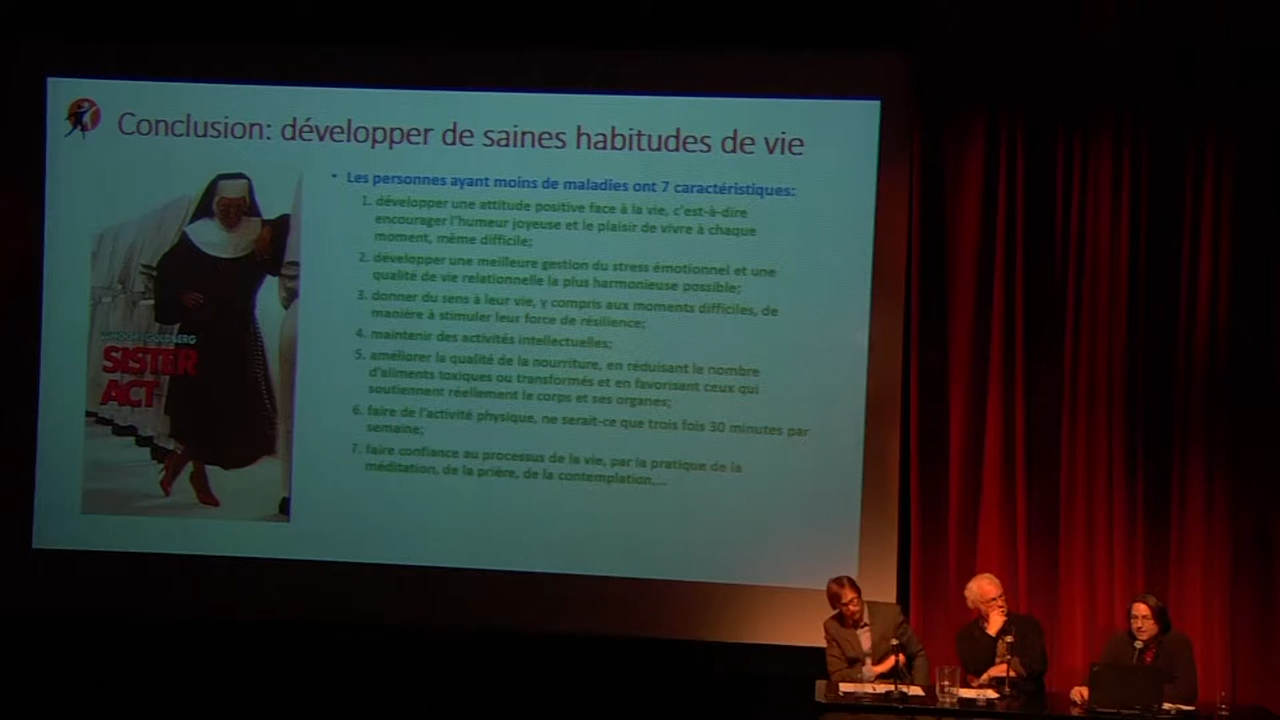 Conclusion: développer de saines habitudes de vie
• Les personnes ayant moins de maladies ont 7 caractéristiques:
1. développer une attitude positive face à la vie, c'est-à-dire
encourager l'humeur joyeuse et le plaisir de vivre à chaque
moment, même difficile;
2. développer une meilleure gestion du stress émotionnel et une
qualité de vie relationnelle la plus harmonieuse possible;
3. donner du sens à leur vie, y compris aux moments difficiles, de
manière à stimuler leur force de résilience;
4. maintenir des activités intellectuelles;
5. améliorer la qualité de la nourriture, en réduisant le nombre
d'aliments toxiques ou transformés et en favorisant ceux qui
soutiennent réellement le corps et ses organes;
6. faire de l'activité physique, ne serait-ce que trois fois 30 minutes par
semaine;
7. faire confiance au processus de la vie, par la pratique de la
méditation, de la prière, de la contemplation,...
GOLDBERG
SISTER
ACT